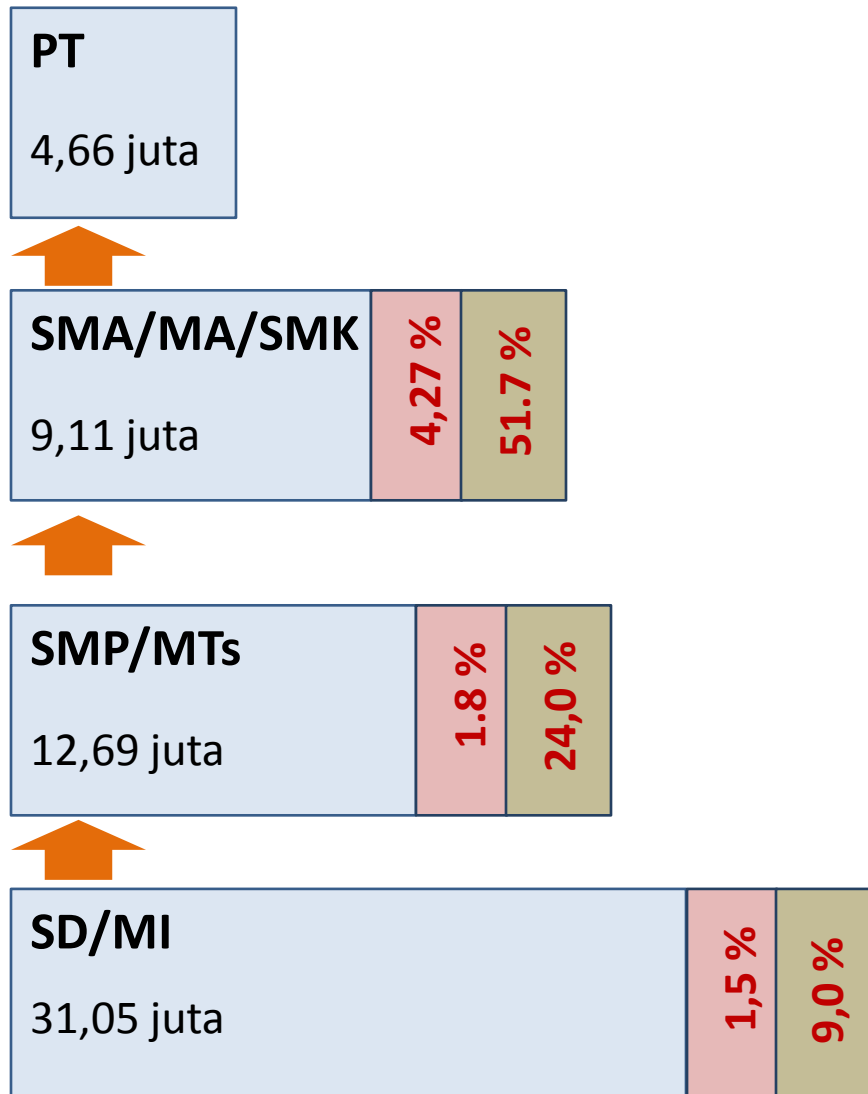 PT
4,66 juta
SMA/MA/SMK
9,11 juta
4,27 %
51.7 %
SMP/MTs
12,69 juta
1.8 %
24,0 %
SD/MI
31,05 juta
1,5 %
9,0 %